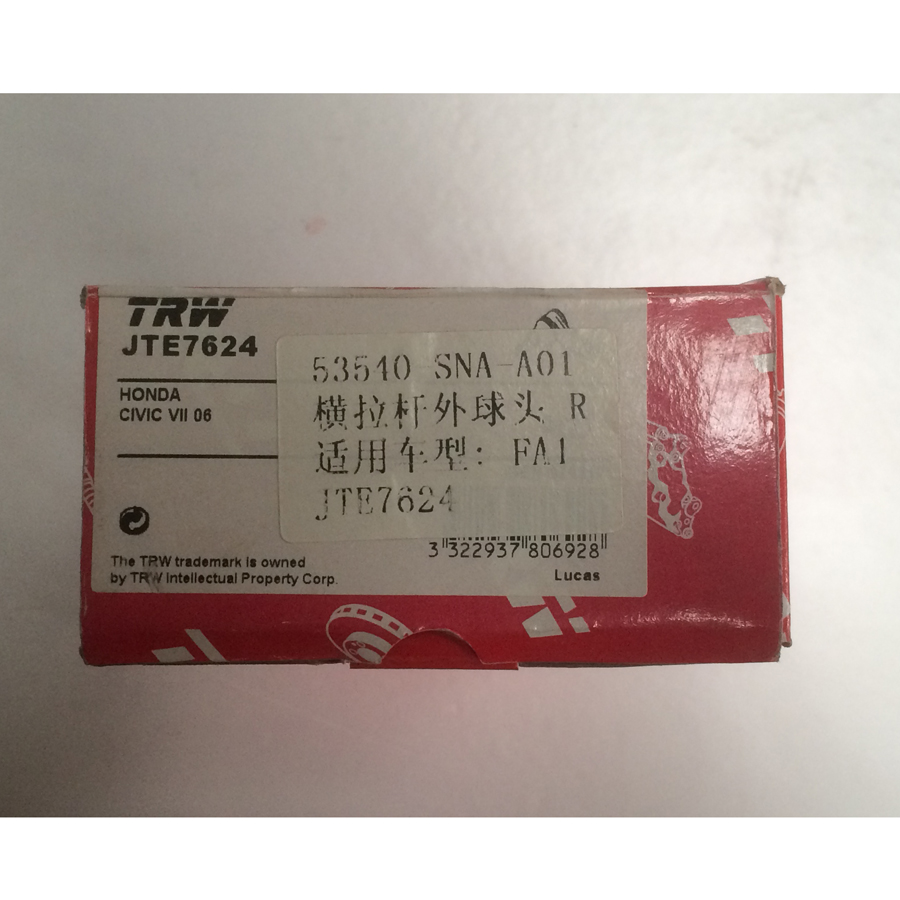 TRW
JTE7624
HONDA
CIVIC VII 06
53540 SNA-A01
横拉杆外球头 R
适用车型: FA1
JTE7624
3 322937 806928
The TRW trademark is owned
by TRW Intellectual Property Corp.
Lucas